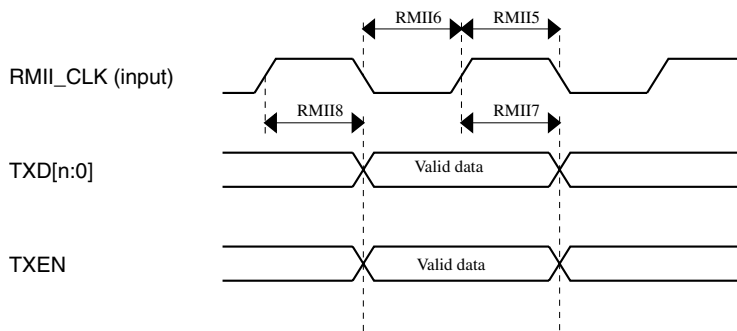 RMII6 RMII5
RMII_CLK (input)
RMII8 RMII7
TXD[n:0] Valid data
TXEN Valid data